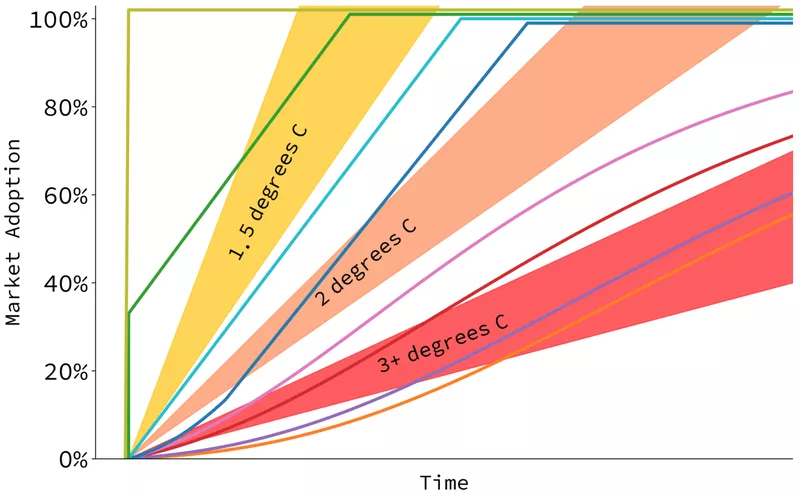 100%
80%
60%
40%
20%
0%
Market Adoption
Time
1.5 degrees C
2 degrees C
3+ degrees C